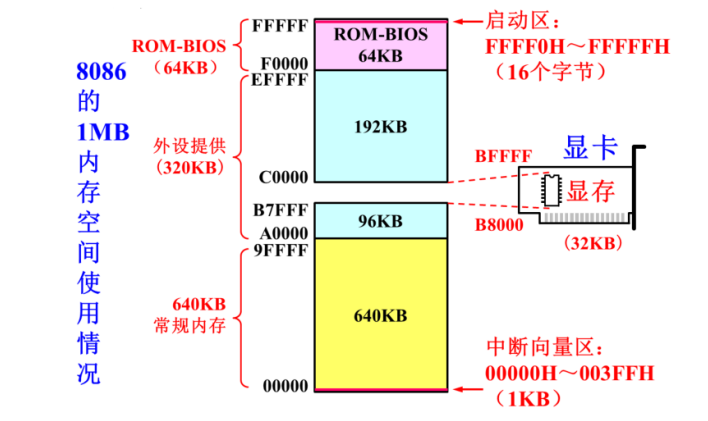 8086的1MB内存空间使用情况
ROM-BIOS
（64KB）
外设提供
(320KB)
640KB
常规内存
FFFFF
F0000
EFFFF
C0000
B7FFF
A0000
9FFFF
00000
ROM-BIOS
64KB
192KB
96KB
640KB
启动区：
FFFF0H～FFFFFH
（16个字节）
显卡
BFFFF
显存
B8000
(32KB)
中断向量区：
00000H～003FFH
（1KB）